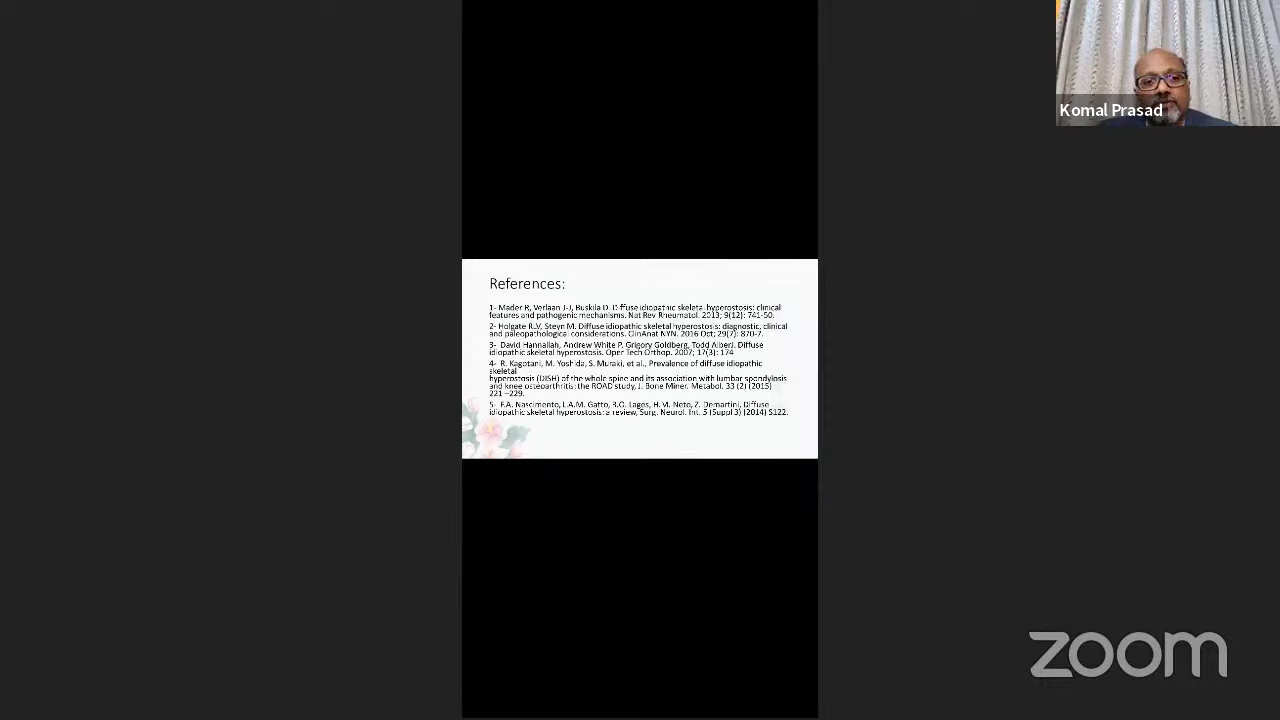 Komal Prasad
References:
1- Mader R, Verlaan J-J, Buskila D. Diffuse idiopathic skeletal hyperostosis: clinical
features and pathogenic mechanisms. Nat Rev Rheumatol. 2013; 9(12): 741-50.
2- Holgate R.L.V, Steyn M. Diffuse idiopathic skeletal hyperostosis: diagnostic, clinical
and paleopathological considerations. ClinAnat NYN. 2016 Oct; 29(7): 870-7.
3- David Hannallah, Andrew White P, Grigory Goldberg, Todd AlberJ. Diffuse
idiopathic skeletal hyperostosis. Oper Tech Orthop. 2007; 17(3): 174
4- R. Kagotani, M. Yoshida, S. Muraki, et al., Prevalence of diffuse idiopathic
skeletal
hyperostosis (DISH) of the whole spine and its association with lumbar spondylosis
and knee osteoarthritis: the ROAD study, J. Bone Miner. Metabol. 33 (2) (2015)
221 –229.
5- F.A. Nascimento, L.A.M. Gatto, R.O. Lages, H.M. Neto, Z. Demartini, Diffuse
idiopathic skeletal hyperostosis: a review, Surg. Neurol. Int. 5 (Suppl 3) (2014) S122.
zoom